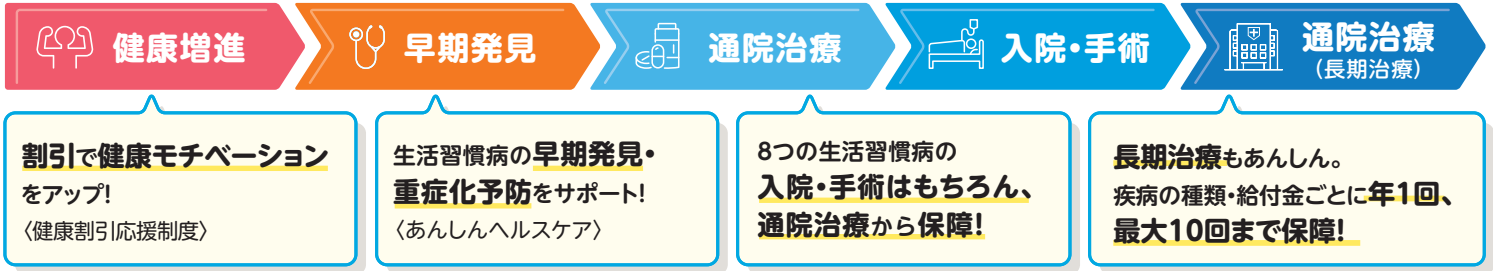 健康増進
早期発見
通院治療
入院・手術
通院治療
(長期治療)
割引で健康モチベーション
をアップ!
〈健康割引応援制度〉
生活習慣病の早期発見・
重症化予防をサポート!
〈あんしんヘルスケア〉
8つの生活習慣病の
入院・手術はもちろん、
通院治療から保障!
長期治療もあんしん。
疾病の種類・給付金ごとに年1回、
最大10回まで保障!